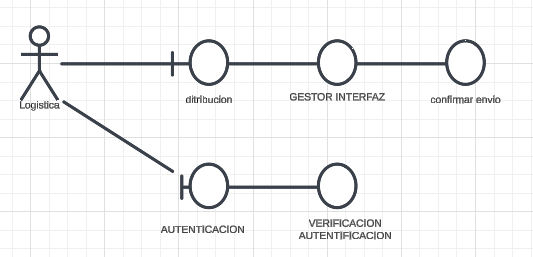 Logistica
ditribucion
GESTOR INTERFAZ
confirmar envio
AUTENTICACION
VERIFICACION
AUTENTIFICACION